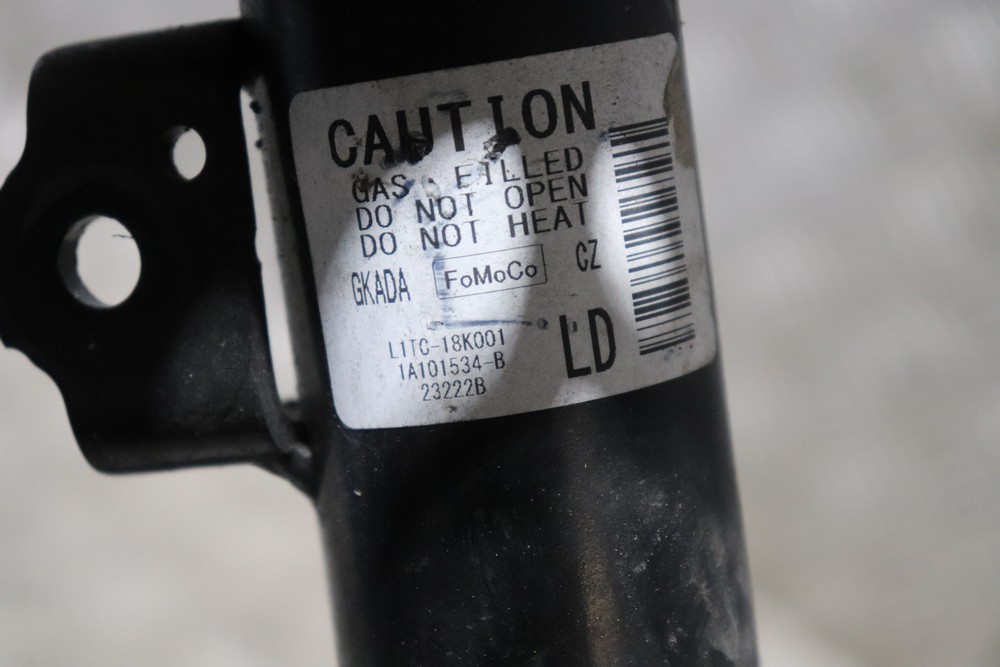 CAUTION
GAS FILLED
DO NOT OPEN
DO NOT HEAT
GKADA FoMoCo CZ
L1TC-18K001
1A101534-B
23222B
LD